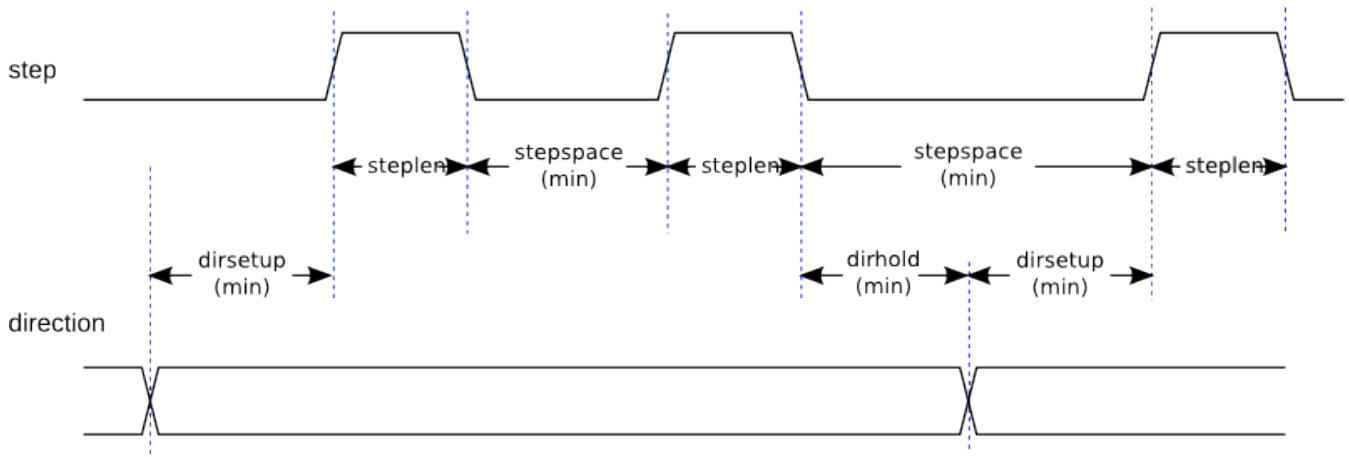 step
steplen
stepspace
(min)
steplen
stepspace
(min)
steplen
dirsetup
(min)
dirhold
(min)
dirsetup
(min)
direction